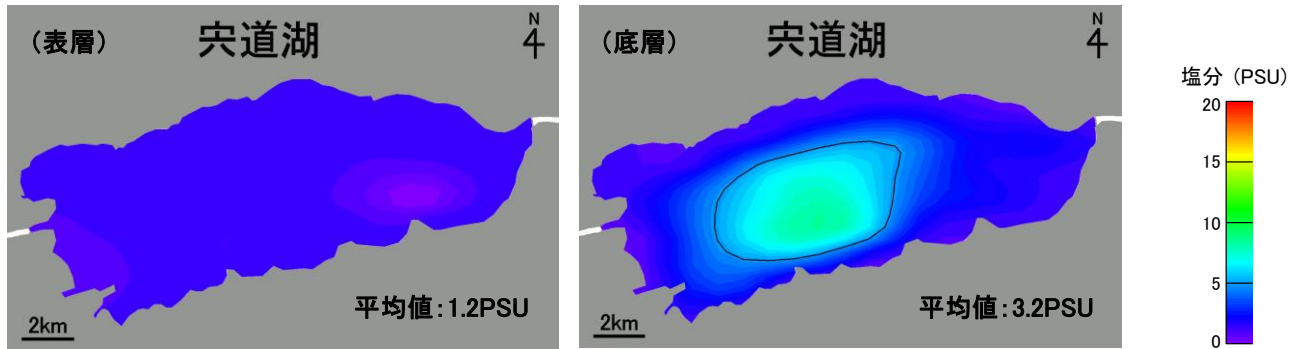 (表層)
宍道湖
N
2km
平均値:1.2PSU
(底層)
宍道湖
N
2km
平均値:3.2PSU
塩分 (PSU)
20
15
10
5
0